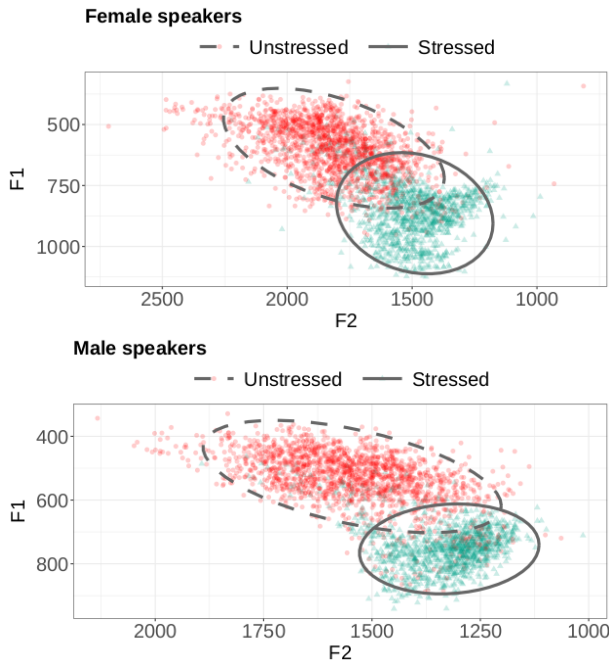 Female speakers
Unstressed Stressed
500
750
1000
F1
2500 2000 1500 1000
F2
Male speakers
Unstressed Stressed
400
600
800
F1
2000 1750 1500 1250 1000
F2